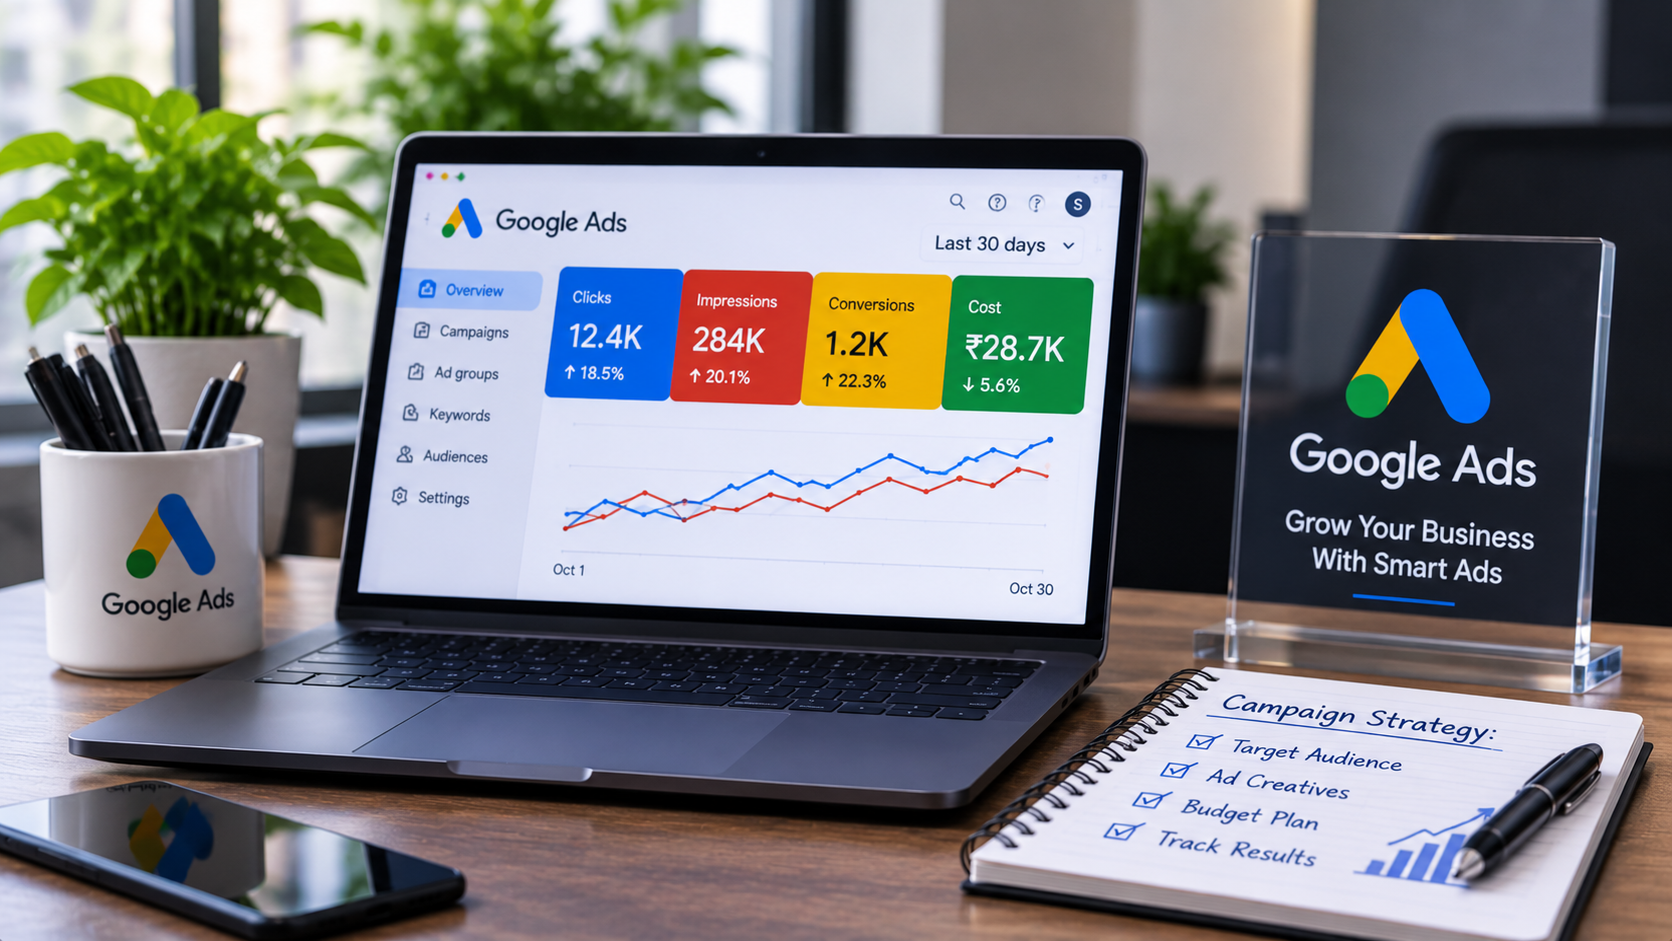 Google Ads
S
Last 30 days
Overview
Campaigns
Ad groups
Keywords
Audiences
Settings
Clicks
12.4K
↑ 18.5%
Impressions
284K
↑ 20.1%
Conversions
1.2K
↑ 22.3%
Cost
₹28.7K
↓ 5.6%
Oct 1
Oct 30
Google Ads
Google Ads
Grow Your Business
With Smart Ads
Campaign Strategy:
Target Audience
Ad Creatives
Budget Plan
Track Results